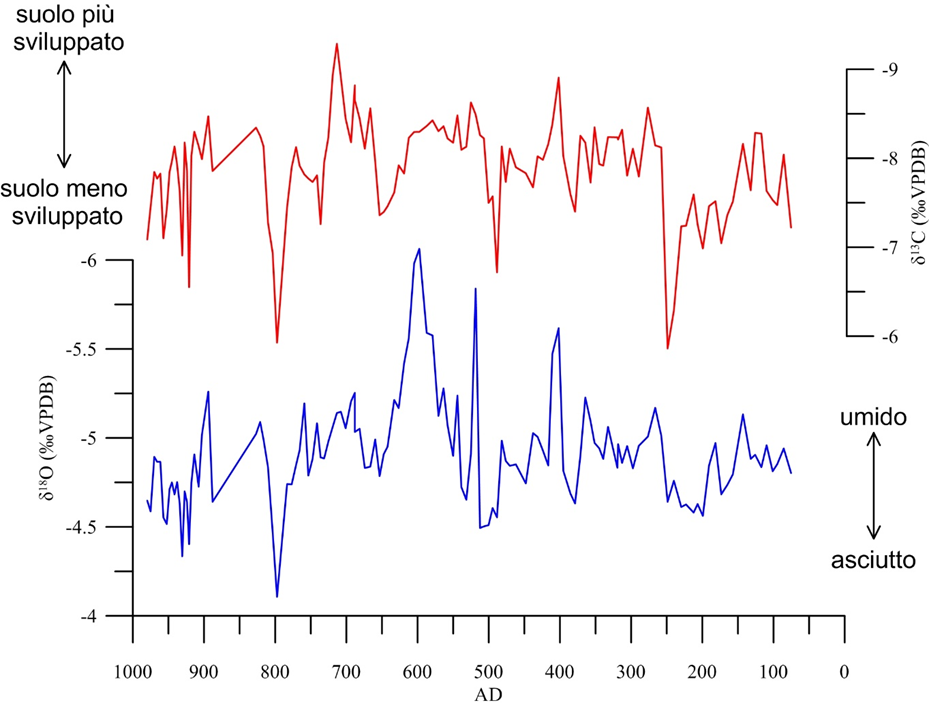 suolo più
sviluppato
suolo meno
sviluppato
-9
-8
-7
-6
δ¹³C (‰VPDB)
-6
-5.5
-5
-4.5
-4
δ¹⁸O (‰VPDB)
umido
asciutto
1000 900 800 700 600 500 400 300 200 100 0
AD